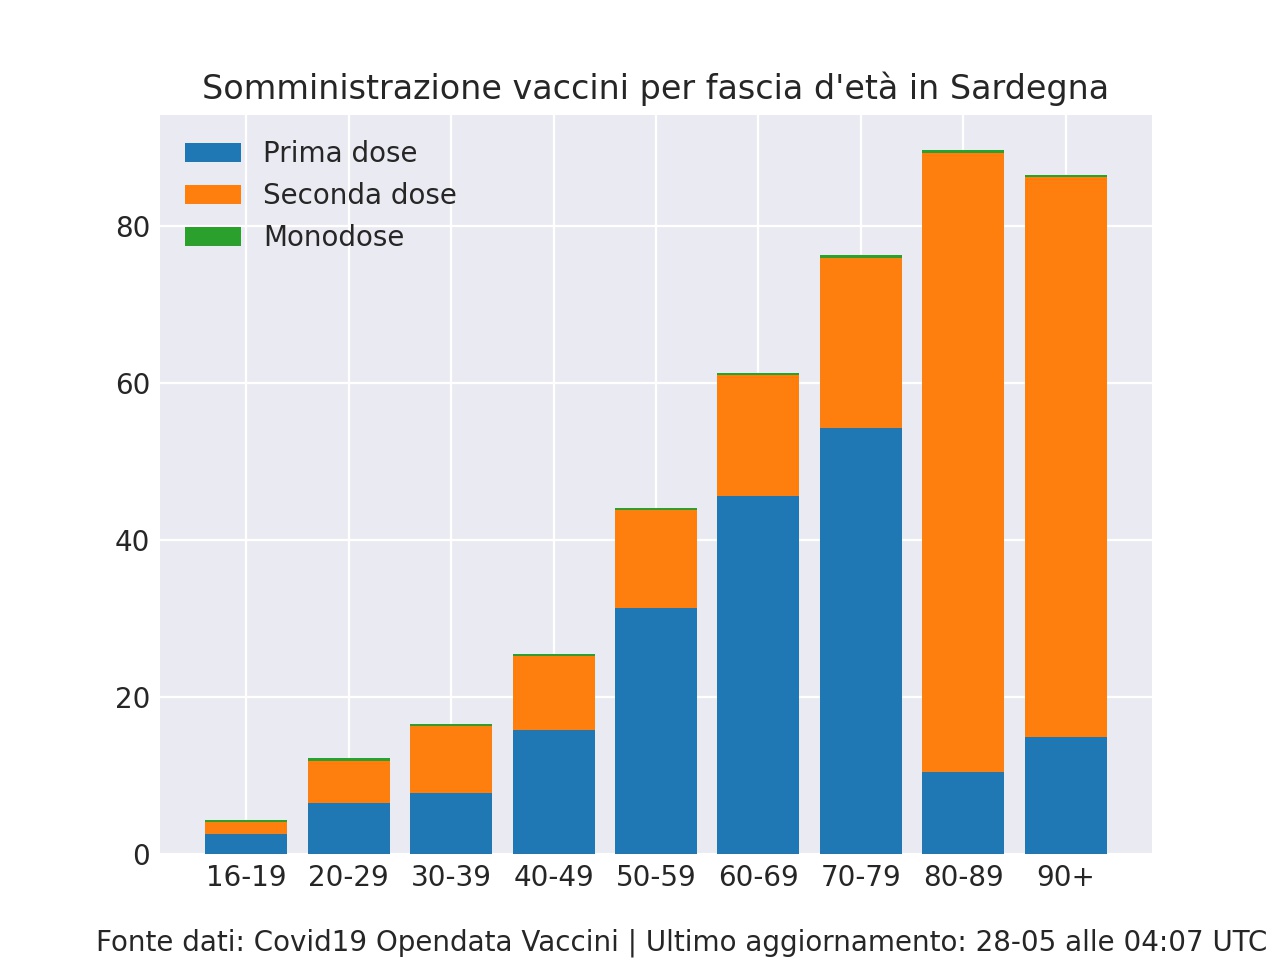 Somministrazione vaccini per fascia d'età in Sardegna
Prima dose
Seconda dose
Monodose
80
60
40
20
0
16-19 20-29 30-39 40-49 50-59 60-69 70-79 80-89 90+
Fonte dati: Covid19 Opendata Vaccini | Ultimo aggiornamento: 28-05 alle 04:07 UTC